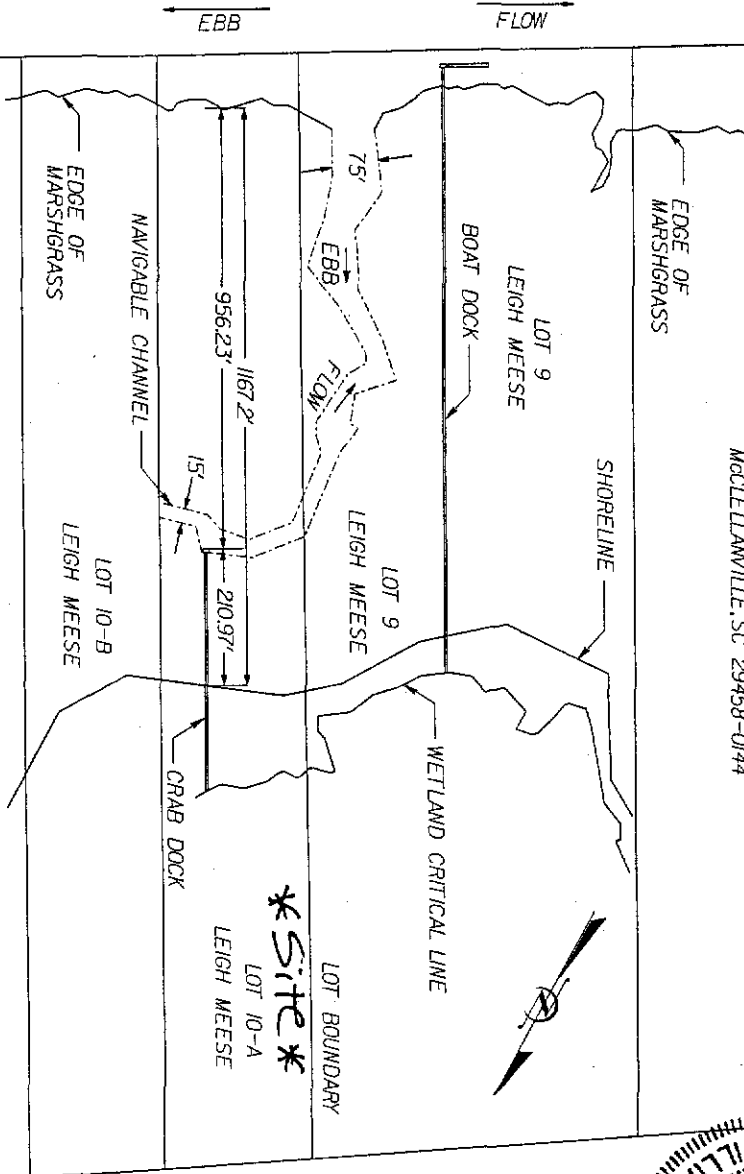 EBB
FLOW
McCLELLANVILLE, SC 29458-0144
EDGE OF
MARSHGRASS
LOT 9
LEIGH MEESE
BOAT DOCK
SHORELINE
75'
EBB
FLOW
EDGE OF
MARSHGRASS
NAVIGABLE CHANNEL
956.23'
1167.2'
15'
210.97'
LOT 9
LEIGH MEESE
LOT 10-B
LEIGH MEESE
WETLAND CRITICAL LINE
CRAB DOCK
LOT BOUNDARY
*Site*
LOT 10-A
LEIGH MEESE